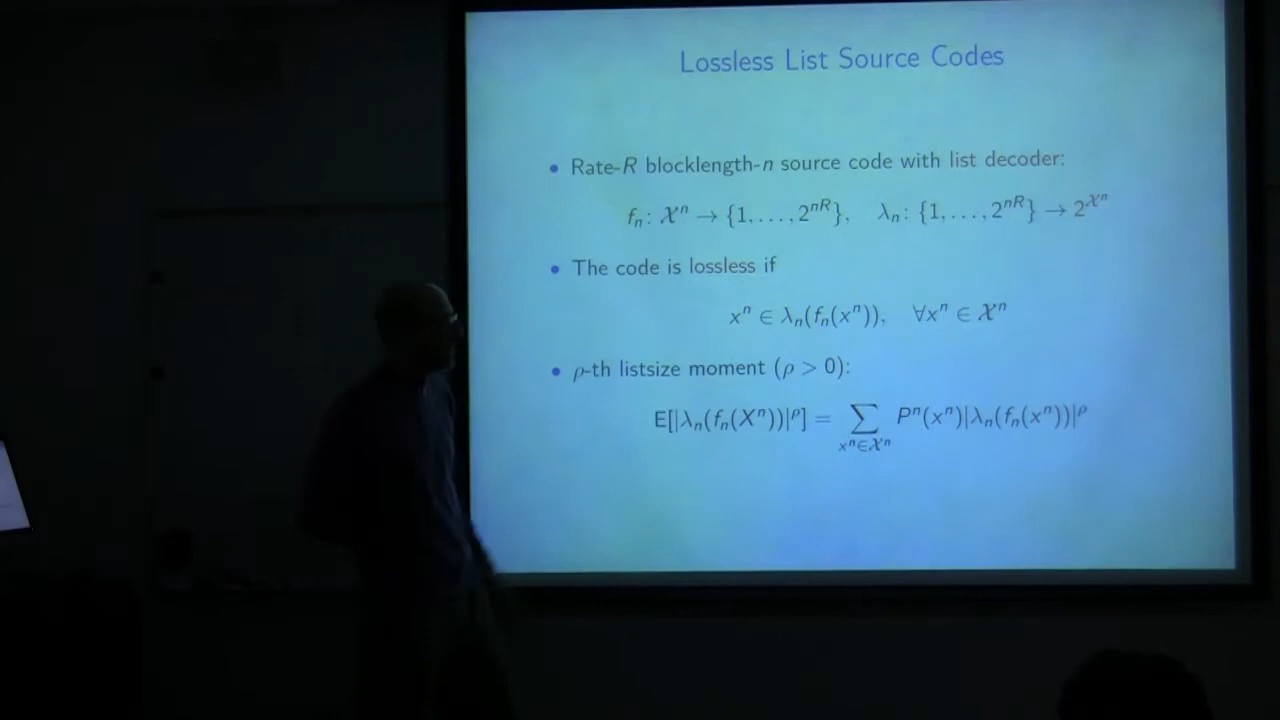 Lossless List Source Codes
• Rate-R blocklength-n source code with list decoder:
fₙ: 𝒳ⁿ → {1, . . . , 2ⁿᴿ}, λₙ: {1, . . . , 2ⁿᴿ} → 2^𝒳ⁿ
• The code is lossless if
xⁿ ∈ λₙ(fₙ(xⁿ)), ∀xⁿ ∈ 𝒳ⁿ
• ρ-th listsize moment (ρ > 0):
E[|λₙ(fₙ(Xⁿ))|^ρ] = ∑_{xⁿ∈𝒳ⁿ} Pⁿ(xⁿ)|λₙ(fₙ(xⁿ))|^ρ